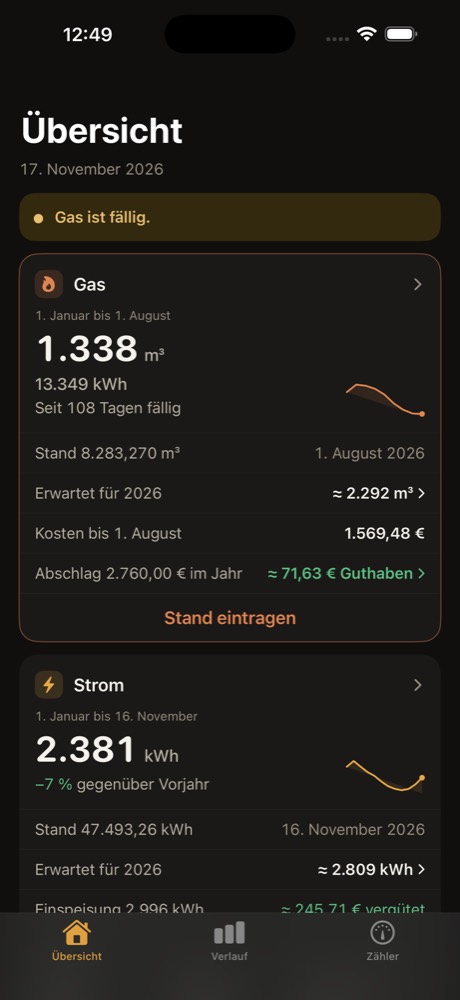 12:49
Übersicht
17. November 2026
Gas ist fällig.
Gas
1. Januar bis 1. August
1.338 m³
13.349 kWh
Seit 108 Tagen fällig
Stand 8.283,270 m³ 1. August 2026
Erwartet für 2026 ≈ 2.292 m³
Kosten bis 1. August 1.569,48 €
Abschlag 2.760,00 € im Jahr ≈ 71,63 € Guthaben
Stand eintragen
Strom
1. Januar bis 16. November
2.381 kWh
−7 % gegenüber Vorjahr
Stand 47.493,26 kWh 16. November 2026
Erwartet für 2026 ≈ 2.809 kWh
Einspeisung 2.996 kWh ≈ 245,71 € vergütet
Übersicht Verlauf Zähler